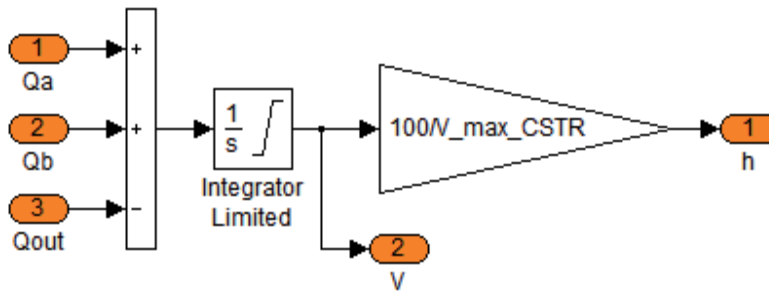 1
Qa
+
2
Qb
+
3
Qout
−
1
s
Integrator
Limited
100/V_max_CSTR
1
h
2
V